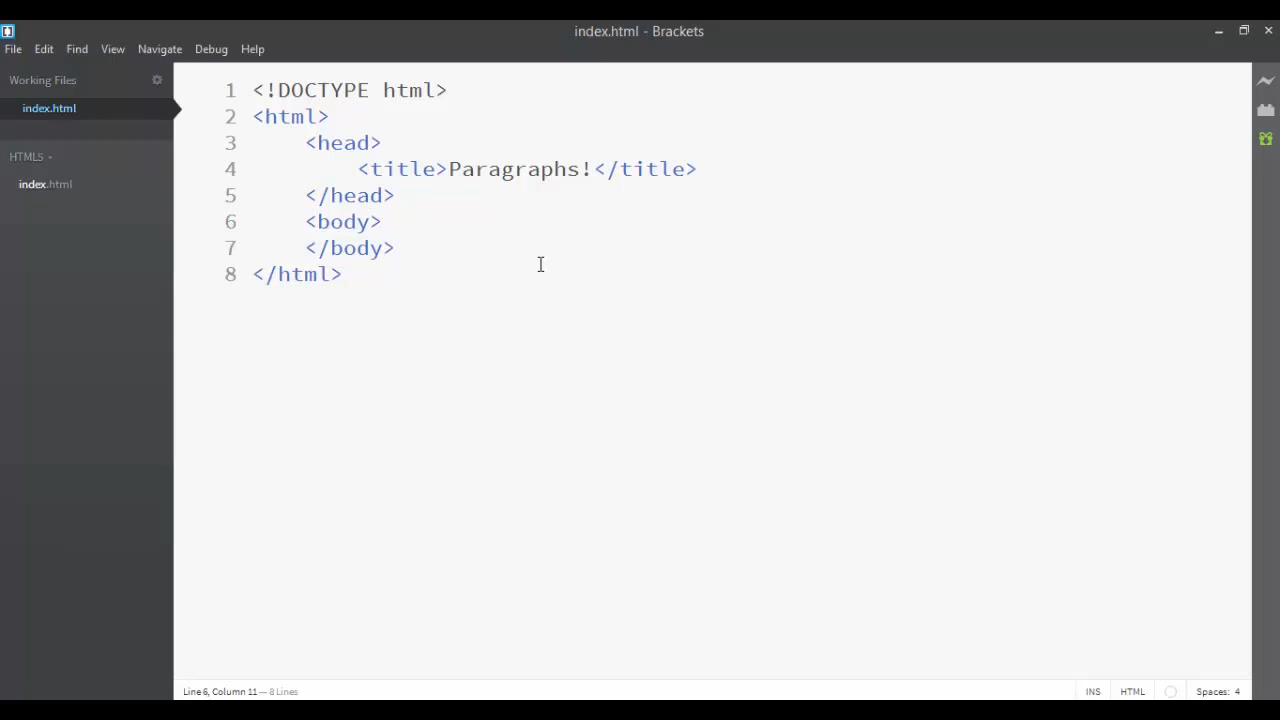 index.html - Brackets
File Edit Find View Navigate Debug Help
Working Files
index.html
HTML5
index.html
1 <!DOCTYPE html>
2 <html>
3     <head>
4         <title>Paragraphs!</title>
5     </head>
6     <body>
7     </body>
8 </html>
Line 6, Column 11 — 8 Lines
INS HTML Spaces: 4